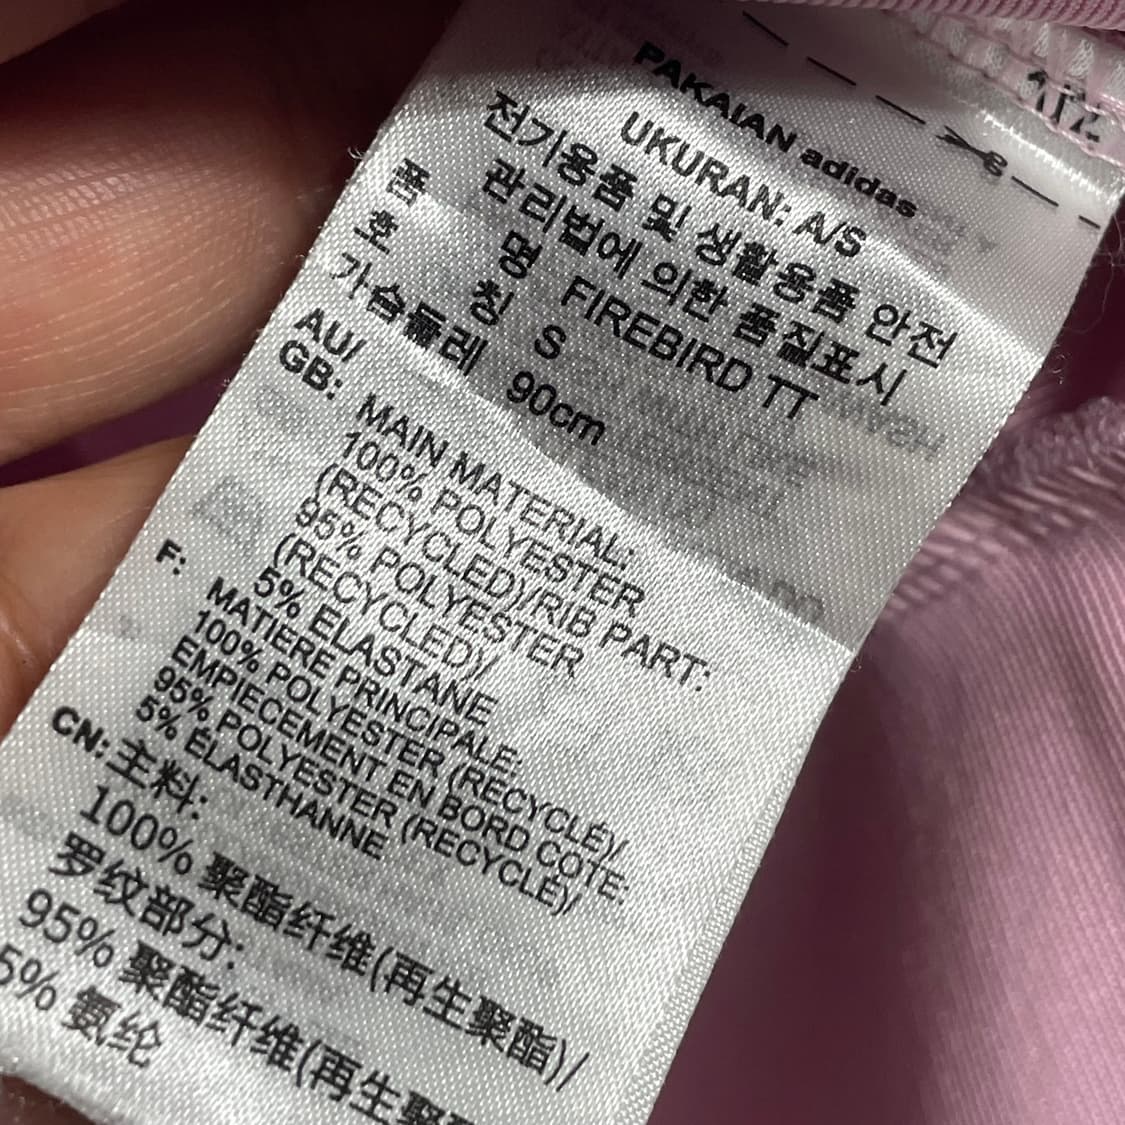 PAKAIAN adidas
UKURAN: A/S
전기용품 및 생활용품 안전
관리법에 의한 품질표시
품 명 FIREBIRD TT
호 칭 S
가슴둘레 90cm
AU/
GB: MAIN MATERIAL:
100% POLYESTER
(RECYCLED)/RIB PART:
95% POLYESTER
(RECYCLED)/
5% ELASTANE
F: MATIERE PRINCIPALE:
100% POLYESTER (RECYCLÉ)/
EMPIECEMENT EN BORD COTE:
95% POLYESTER (RECYCLÉ)/
5% ÉLASTHANNE
CN: 主料:
100% 聚酯纤维(再生聚酯)/
罗纹部分:
95% 聚酯纤维(再生聚
5% 氨纶